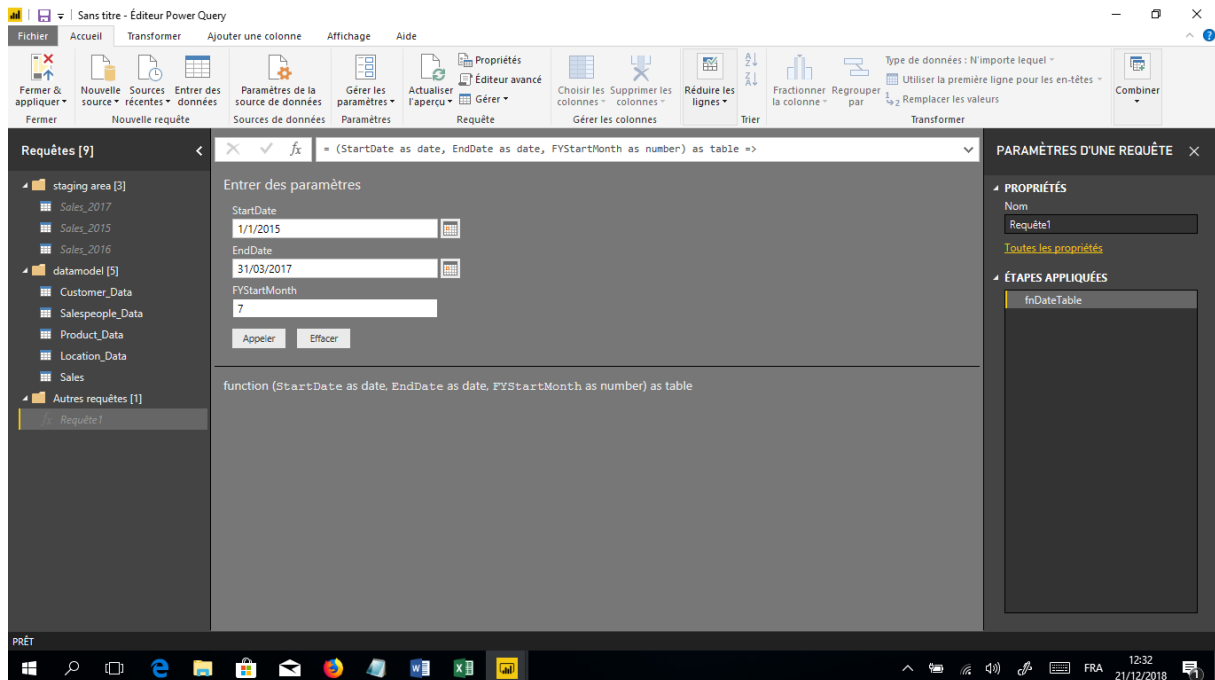 Sans titre - Éditeur Power Query
Fichier Accueil Transformer Ajouter une colonne Affichage Aide
Fermer & appliquer
Nouvelle source
Sources récentes
Entrer des données
Paramètres de la source de données
Gérer les paramètres
Actualiser l'aperçu
Propriétés
Éditeur avancé
Gérer
Choisir les colonnes
Supprimer les colonnes
Réduire les lignes
Fractionner la colonne
Regrouper par
Type de données : N'importe lequel
Utiliser la première ligne pour les en-têtes
Remplacer les valeurs
Combiner
Fermer
Nouvelle requête
Sources de données
Paramètres
Requête
Gérer les colonnes
Trier
Transformer
Requêtes [9]
staging area [3]
Sales_2017
Sales_2015
Sales_2016
datamodel [5]
Customer_Data
Salespeople_Data
Product_Data
Location_Data
Sales
Autres requêtes [1]
fx Requête1
fx
= (StartDate as date, EndDate as date, FYStartMonth as number) as table =>
Entrer des paramètres
StartDate
1/1/2015
EndDate
31/03/2017
FYStartMonth
7
Appeler Effacer
function (StartDate as date, EndDate as date, FYStartMonth as number) as table
PARAMÈTRES D'UNE REQUÊTE
PROPRIÉTÉS
Nom
Requête1
Toutes les propriétés
ÉTAPES APPLIQUÉES
fnDateTable
PRÊT
FRA
12:32
21/12/2018